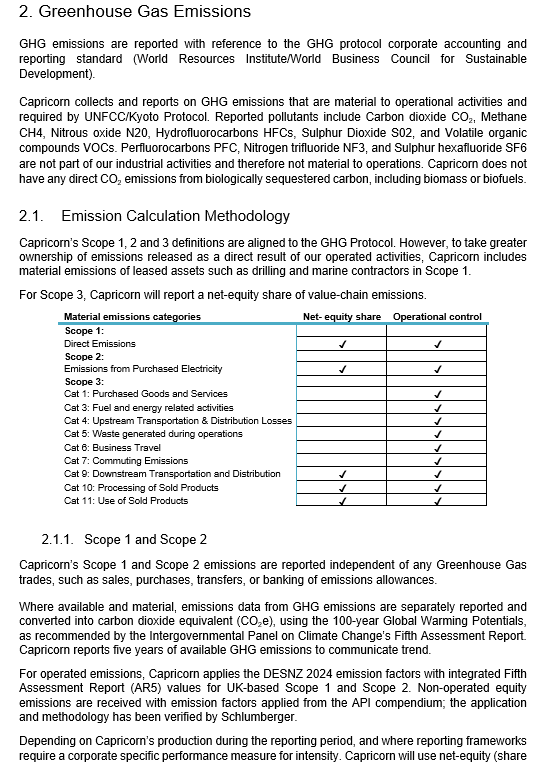 2. Greenhouse Gas Emissions
GHG emissions are reported with reference to the GHG protocol corporate accounting and
reporting standard (World Resources Institute/World Business Council for Sustainable
Development).
Capricorn collects and reports on GHG emissions that are material to operational activities and
required by UNFCC/Kyoto Protocol. Reported pollutants include Carbon dioxide CO₂, Methane
CH4, Nitrous oxide N20, Hydrofluorocarbons HFCs, Sulphur Dioxide S02, and Volatile organic
compounds VOCs. Perfluorocarbons PFC, Nitrogen trifluoride NF3, and Sulphur hexafluoride SF6
are not part of our industrial activities and therefore not material to operations. Capricorn does not
have any direct CO₂ emissions from biologically sequestered carbon, including biomass or biofuels.
2.1. Emission Calculation Methodology
Capricorn's Scope 1, 2 and 3 definitions are aligned to the GHG Protocol. However, to take greater
ownership of emissions released as a direct result of our operated activities, Capricorn includes
material emissions of leased assets such as drilling and marine contractors in Scope 1.
For Scope 3, Capricorn will report a net-equity share of value-chain emissions.
Material emissions categories Net- equity share Operational control
Scope 1:
Direct Emissions ✓ ✓
Scope 2:
Emissions from Purchased Electricity ✓ ✓
Scope 3:
Cat 1: Purchased Goods and Services ✓
Cat 3: Fuel and energy related activities ✓
Cat 4: Upstream Transportation & Distribution Losses ✓
Cat 5: Waste generated during operations ✓
Cat 6: Business Travel ✓
Cat 7: Commuting Emissions ✓
Cat 9: Downstream Transportation and Distribution ✓ ✓
Cat 10: Processing of Sold Products ✓ ✓
Cat 11: Use of Sold Products ✓ ✓
2.1.1. Scope 1 and Scope 2
Capricorn's Scope 1 and Scope 2 emissions are reported independent of any Greenhouse Gas
trades, such as sales, purchases, transfers, or banking of emissions allowances.
Where available and material, emissions data from GHG emissions are separately reported and
converted into carbon dioxide equivalent (CO₂e), using the 100-year Global Warming Potentials,
as recommended by the Intergovernmental Panel on Climate Change's Fifth Assessment Report.
Capricorn reports five years of available GHG emissions to communicate trend.
For operated emissions, Capricorn applies the DESNZ 2024 emission factors with integrated Fifth
Assessment Report (AR5) values for UK-based Scope 1 and Scope 2. Non-operated equity
emissions are received with emission factors applied from the API compendium; the application
and methodology has been verified by Schlumberger.
Depending on Capricorn's production during the reporting period, and where reporting frameworks
require a corporate specific performance measure for intensity. Capricorn will use net-equity (share